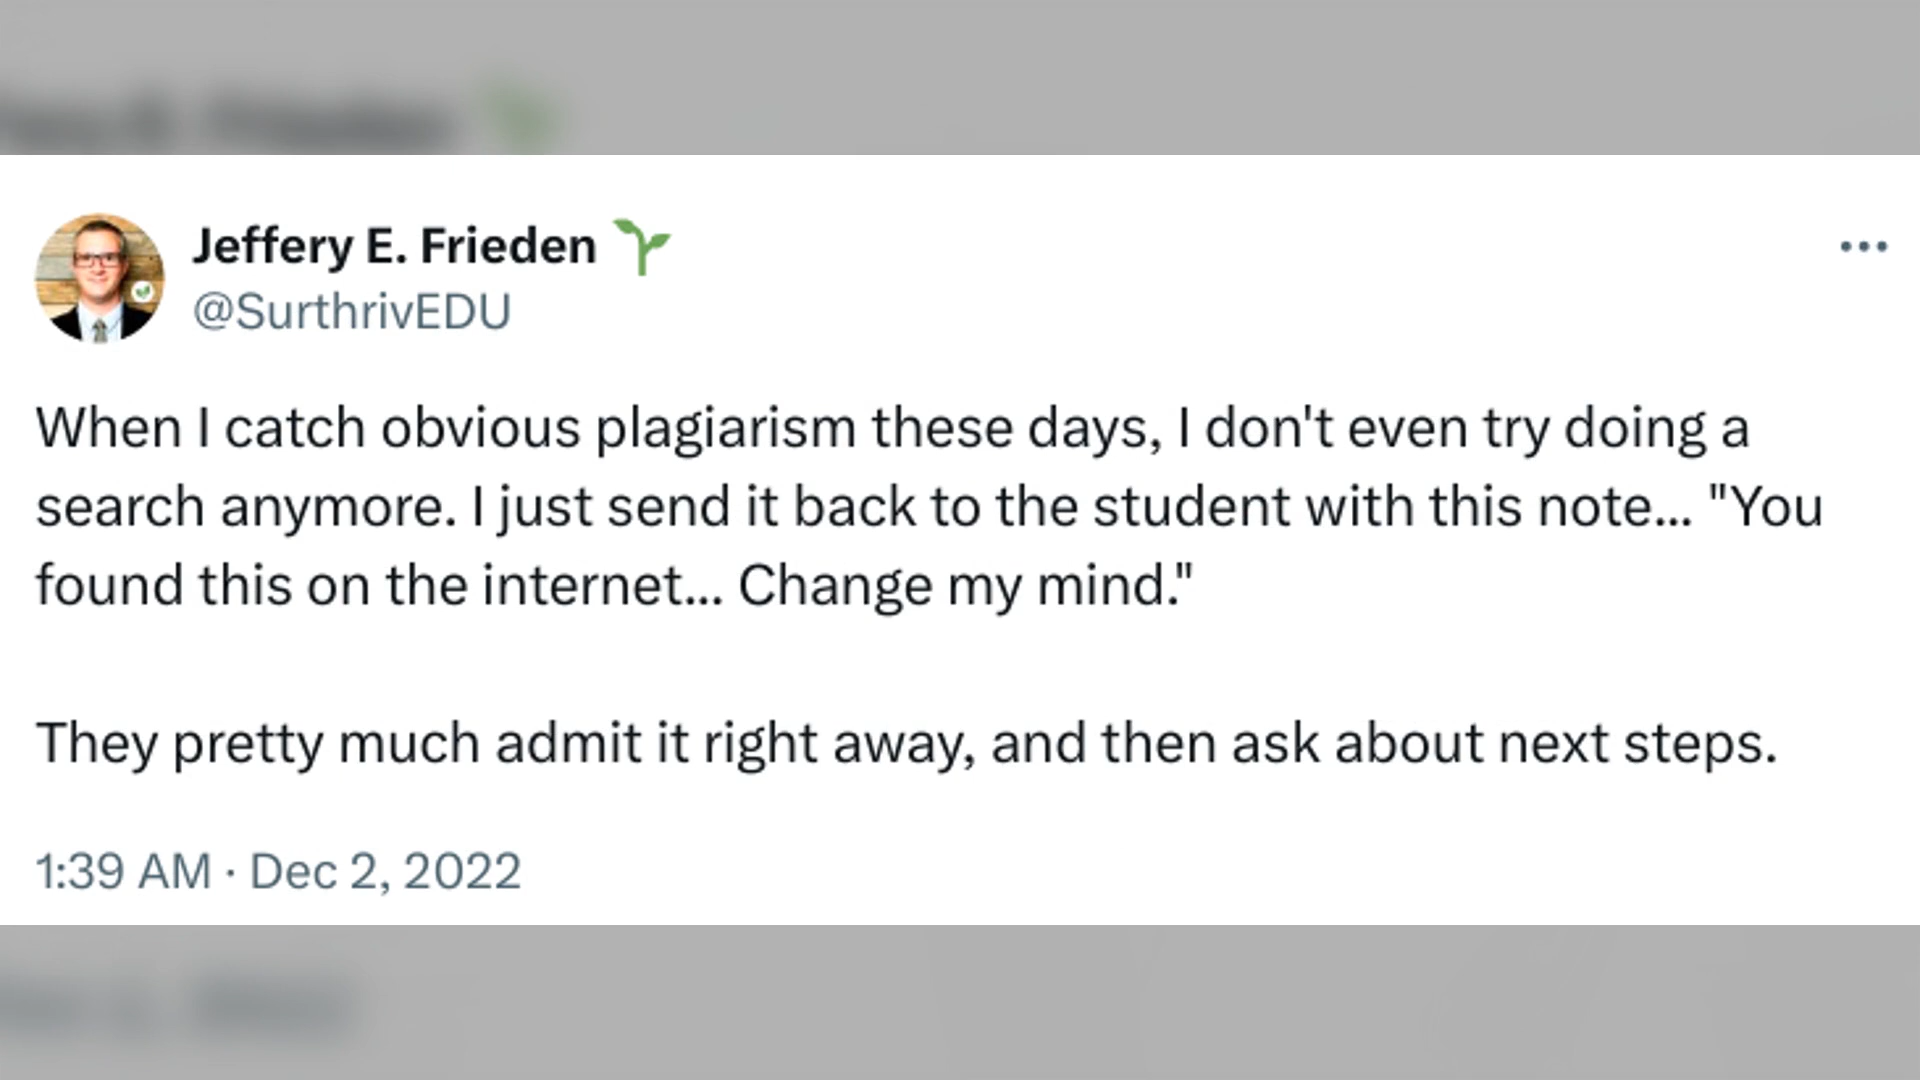 Jeffery E. Frieden
@SurthrivEDU
When I catch obvious plagiarism these days, I don't even try doing a
search anymore. I just send it back to the student with this note... "You
found this on the internet... Change my mind."
They pretty much admit it right away, and then ask about next steps.
1:39 AM · Dec 2, 2022